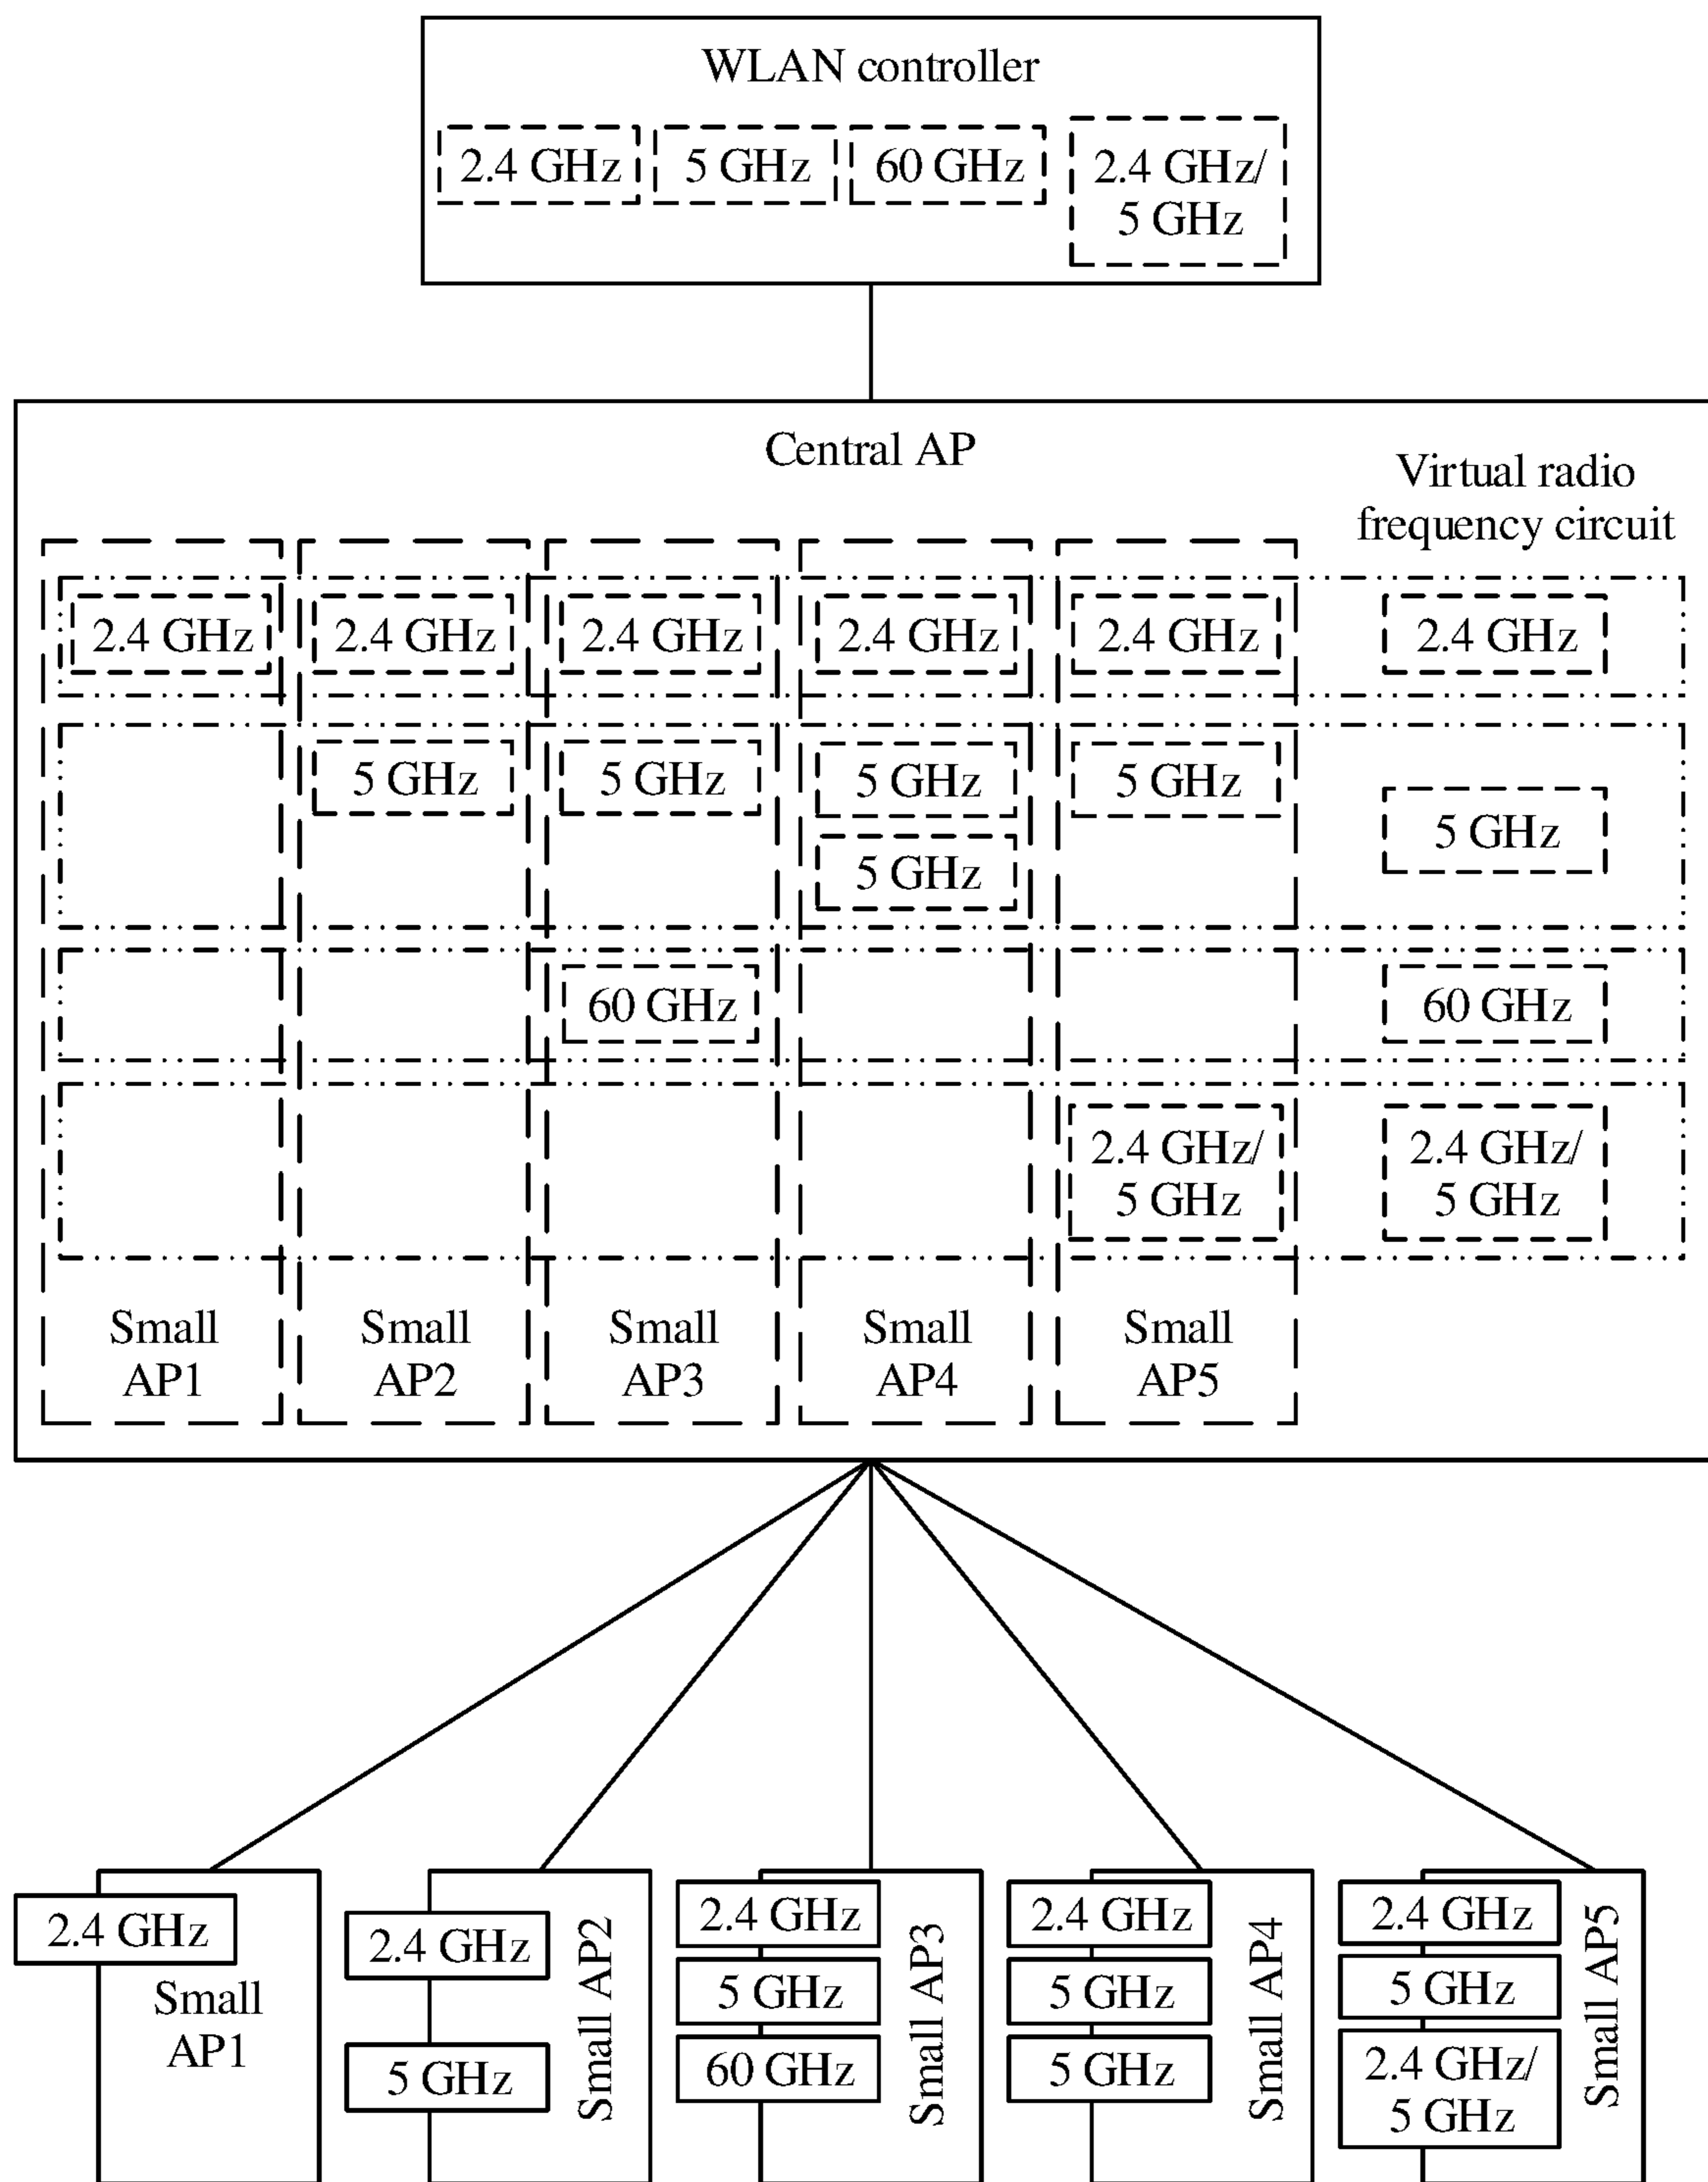 WLAN controller
2.4 GHz
5 GHz
60 GHz
2.4 GHz/
5 GHz
Central AP
Virtual radio
frequency circuit
2.4 GHz
2.4 GHz
2.4 GHz
2.4 GHz
2.4 GHz
2.4 GHz
5 GHz
5 GHz
5 GHz
5 GHz
5 GHz
5 GHz
60 GHz
60 GHz
2.4 GHz/
5 GHz
2.4 GHz/
5 GHz
Small
AP1
Small
AP2
Small
AP3
Small
AP4
Small
AP5
2.4 GHz
Small
AP1
2.4 GHz
5 GHz
Small AP2
2.4 GHz
5 GHz
60 GHz
Small AP3
2.4 GHz
5 GHz
5 GHz
Small AP4
2.4 GHz
5 GHz
2.4 GHz/
5 GHz
Small AP5